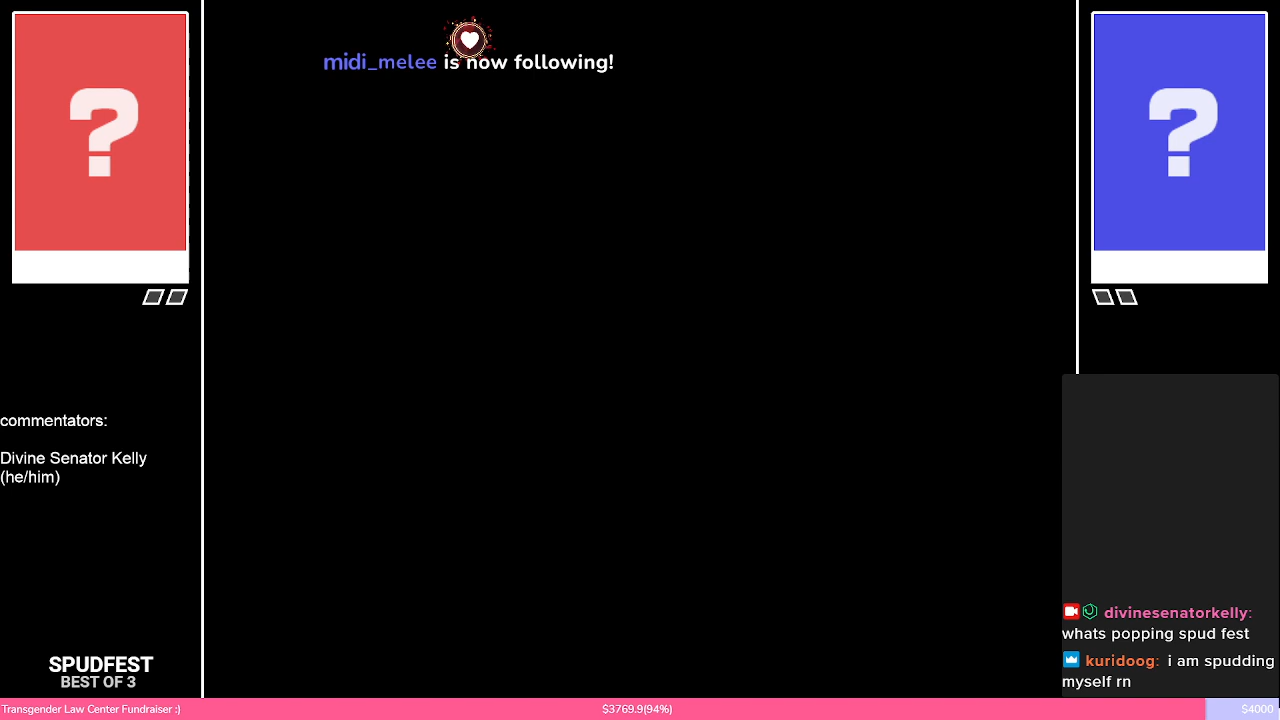 midi_melee is now following!
?
?
commentators:
Divine Senator Kelly
(he/him)
divinesenatorkelly:
whats popping spud fest
kuridoog: i am spudding
myself rn
SPUDFEST
BEST OF 3
Transgender Law Center Fundraiser :)
$3769.9(94%)
$4000